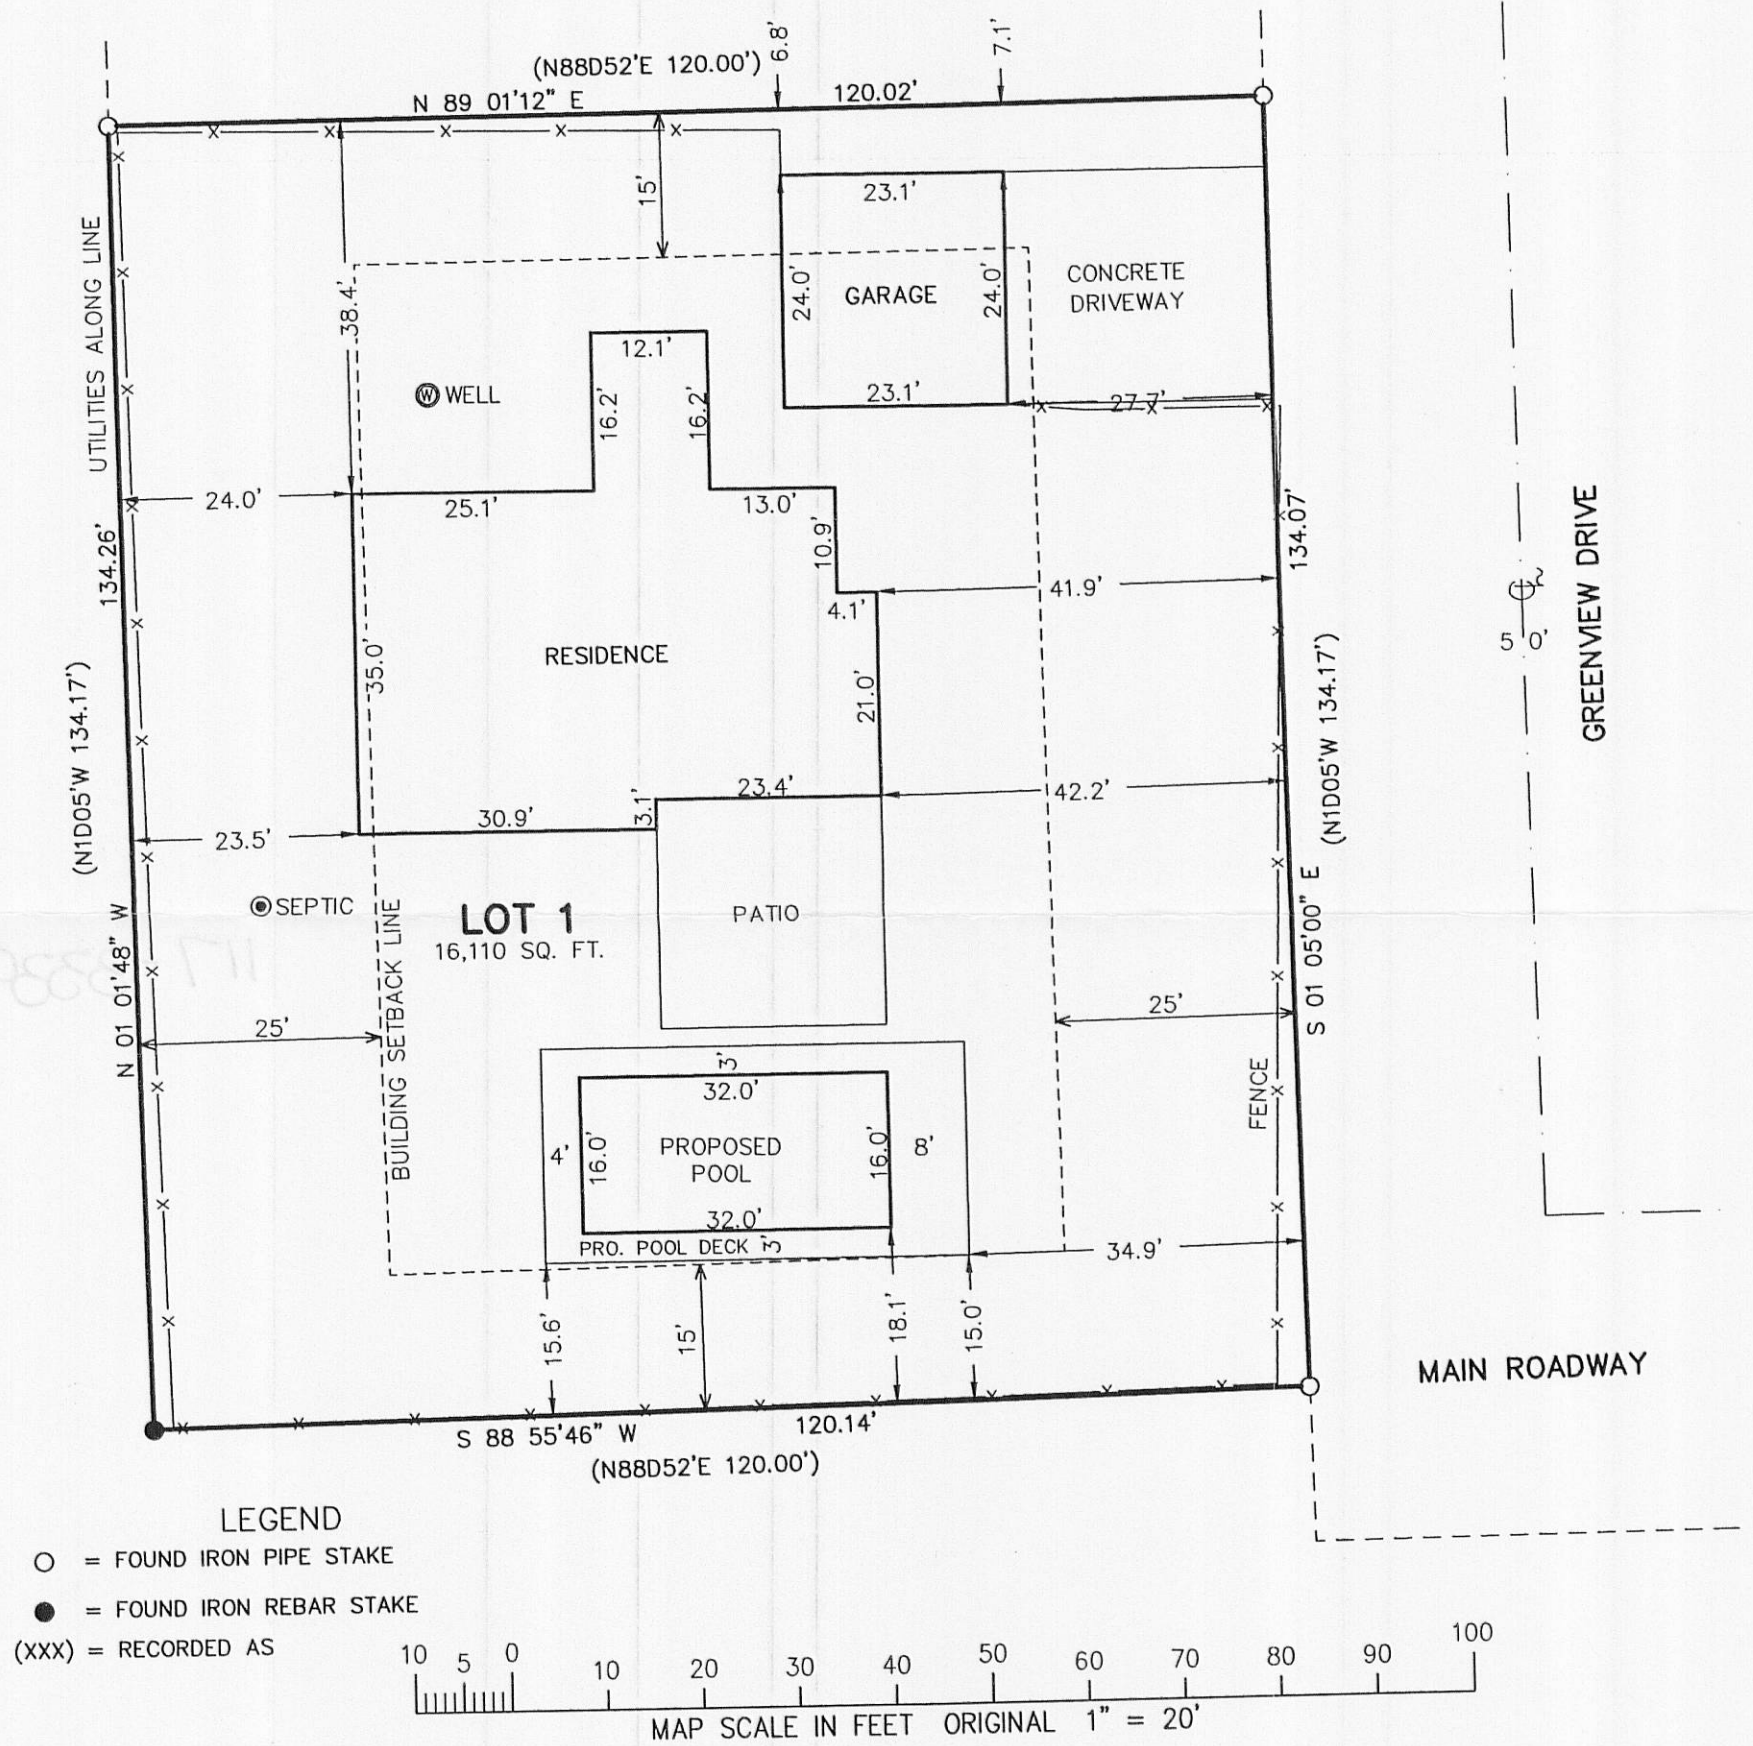 (N88D52'E 120.00')
6.8'
7.1'
N 89 01'12" E
120.02'
15'
23.1'
UTILITIES ALONG LINE
38.4'
24.0'
GARAGE
24.0'
CONCRETE
DRIVEWAY
12.1'
WELL
W
16.2'
16.2'
23.1'
27.7'
24.0'
25.1'
13.0'
134.26'
10.9'
134.07'
41.9'
4.1'
GREENVIEW DRIVE
5 0'
RESIDENCE
35.0'
21.0'
(N1D05'W 134.17')
(N1D05'W 134.17')
23.4'
42.2'
3.1'
30.9'
23.5'
SEPTIC
LOT 1
16,110 SQ. FT.
PATIO
N 01 01'48" W
BUILDING SETBACK LINE
S 01 05'00" E
25'
25'
3'
32.0'
FENCE
4'
16.0'
PROPOSED
POOL
16.0'
8'
32.0'
PRO. POOL DECK 3'
34.9'
15.6'
15'
18.1'
15.0'
MAIN ROADWAY
S 88 55'46" W
120.14'
(N88D52'E 120.00')
LEGEND
= FOUND IRON PIPE STAKE
= FOUND IRON REBAR STAKE
(XXX) = RECORDED AS
10 5 0 10 20 30 40 50 60 70 80 90 100
MAP SCALE IN FEET ORIGINAL 1" = 20'